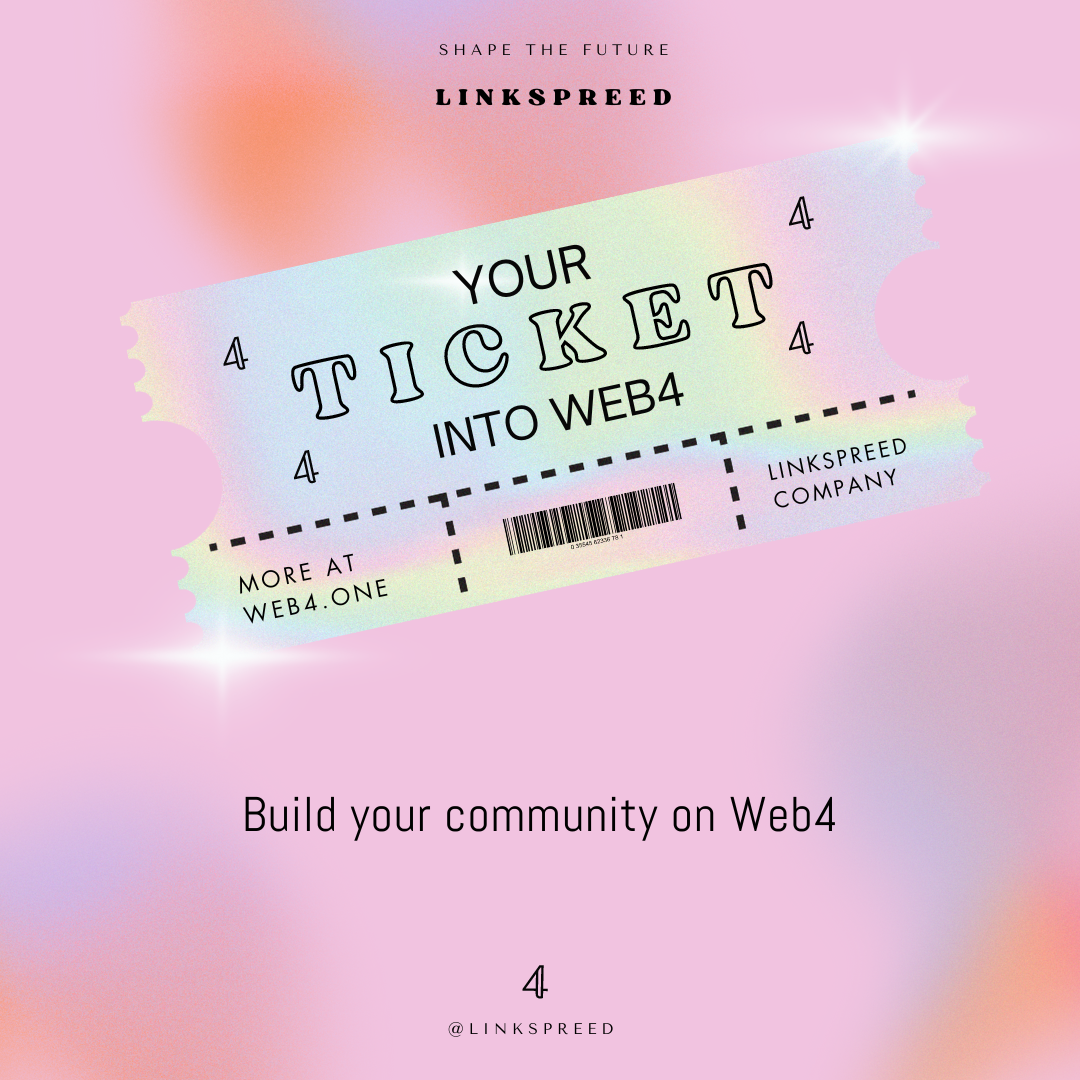 SHAPE THE FUTURE
LINKSPREED
4
YOUR
TICKET
4
4
INTO WEB4
4
MORE AT
WEB4.ONE
LINKSPREED
COMPANY
Build your community on Web4
4
@LINKSPREED